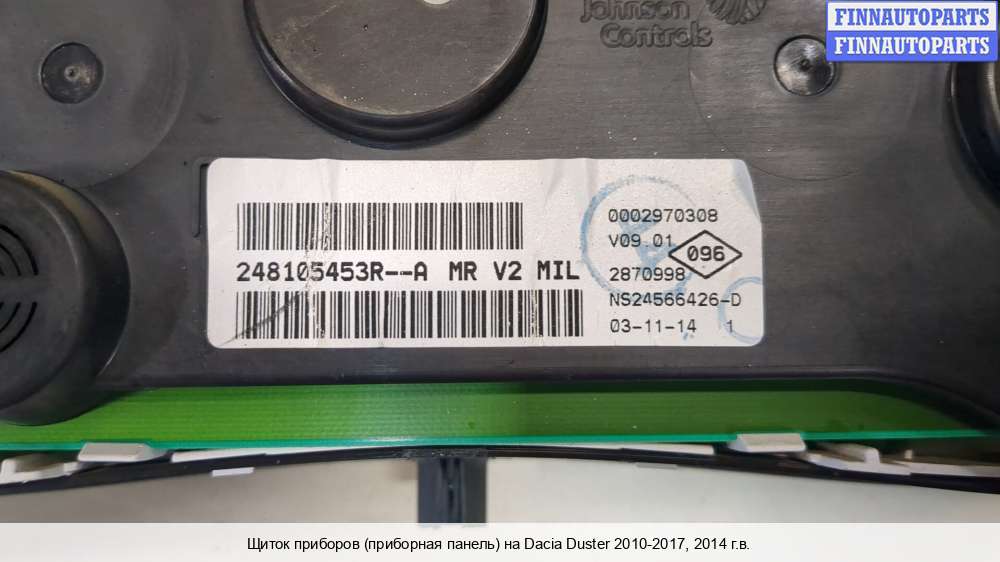 Johnson
Controls
FINNAUTOPARTS
FINNAUTOPARTS
0002970308
V09 01
096
248105453R--A MR V2 MIL
2870998
NS24566426-D
03-11-14 1
Щиток приборов (приборная панель) на Dacia Duster 2010-2017, 2014 г.в.